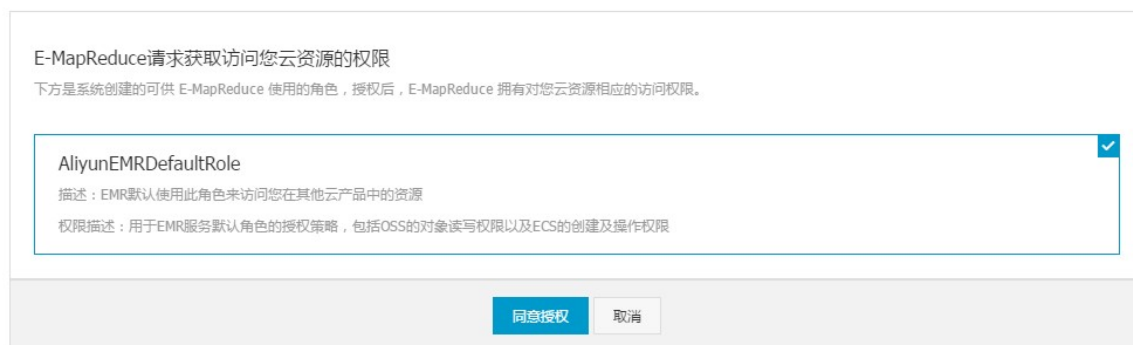 E-MapReduce请求获取访问您云资源的权限
下方是系统创建的可供 E-MapReduce 使用的角色，授权后，E-MapReduce 拥有对您云资源相应的访问权限。
AliyunEMRDefaultRole
描述：EMR默认使用此角色来访问您在其他云产品中的资源
权限描述：用于EMR服务默认角色的授权策略，包括OSS的对象读写权限以及ECS的创建及操作权限
同意授权 取消